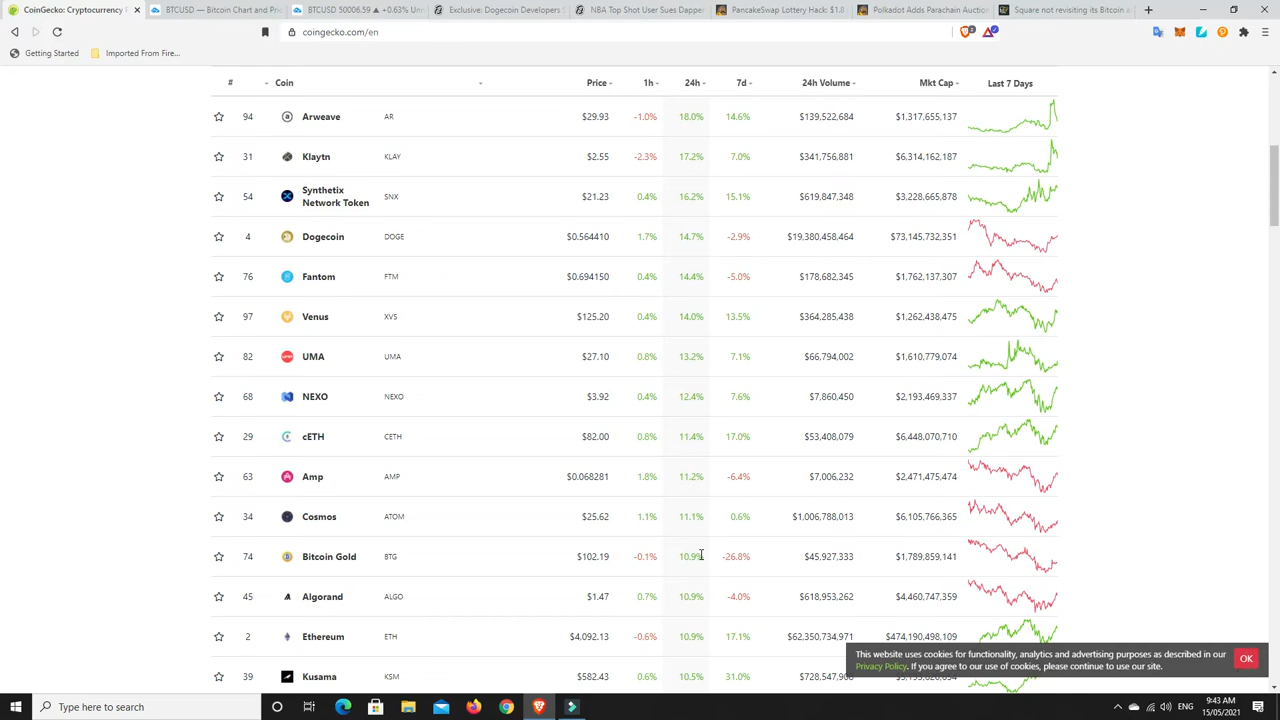 CoinGecko: Cryptocurrency
BTCUSD — Bitcoin Chart and Pri
BTCUSD 50006.59 ▲ +0.63% Un
Exclusive: Dogecoin Developers S
NBA Top Shot User Sues Dapper
PancakeSwap Lottery Hack: $1.8
Polkadot Adds Parachain Auction
Square not revisiting its Bitcoin a
coingecko.com/en
Getting Started
Imported From Fire...
# Coin Price 1h 24h 7d 24h Volume Mkt Cap Last 7 Days
94 Arweave AR $29.93 -1.0% 18.0% 14.6% $139,522,684 $1,317,655,137
31 Klaytn KLAY $2.55 -2.3% 17.2% 7.0% $341,756,881 $6,314,162,187
54 Synthetix Network Token SNX $21.23 0.4% 16.2% 15.1% $619,847,348 $3,228,665,878
4 Dogecoin DOGE $0.564410 1.7% 14.7% -2.9% $19,380,458,464 $73,145,732,351
76 Fantom FTM $0.694150 0.4% 14.4% -5.0% $178,682,345 $1,762,137,307
97 Venus XVS $125.20 0.4% 14.0% 13.5% $364,285,438 $1,262,438,475
82 UMA UMA $27.10 0.8% 13.2% 7.1% $66,794,002 $1,610,779,074
68 NEXO NEXO $3.92 0.4% 12.4% 7.6% $7,860,450 $2,193,469,337
29 cETH CETH $82.00 0.8% 11.4% 17.0% $53,408,079 $6,448,070,710
63 Amp AMP $0.068281 1.8% 11.2% -6.4% $7,006,232 $2,471,475,474
34 Cosmos ATOM $25.62 1.1% 11.1% 0.6% $1,006,788,013 $6,105,766,365
74 Bitcoin Gold BTG $102.19 -0.1% 10.9% -26.8% $45,927,333 $1,789,859,141
45 Algorand ALGO $1.47 0.7% 10.9% -4.0% $618,953,262 $4,460,747,359
2 Ethereum ETH $4,092.13 -0.6% 10.9% 17.1% $62,350,734,971 $474,190,498,109
39 Kusama KSM $582.43 0.6% 10.5% 31.0%
This website uses cookies for functionality, analytics and advertising purposes as described in our
Privacy Policy. If you agree to our use of cookies, please continue to use our site.
OK
Type here to search
ENG
9:43 AM
15/05/2021